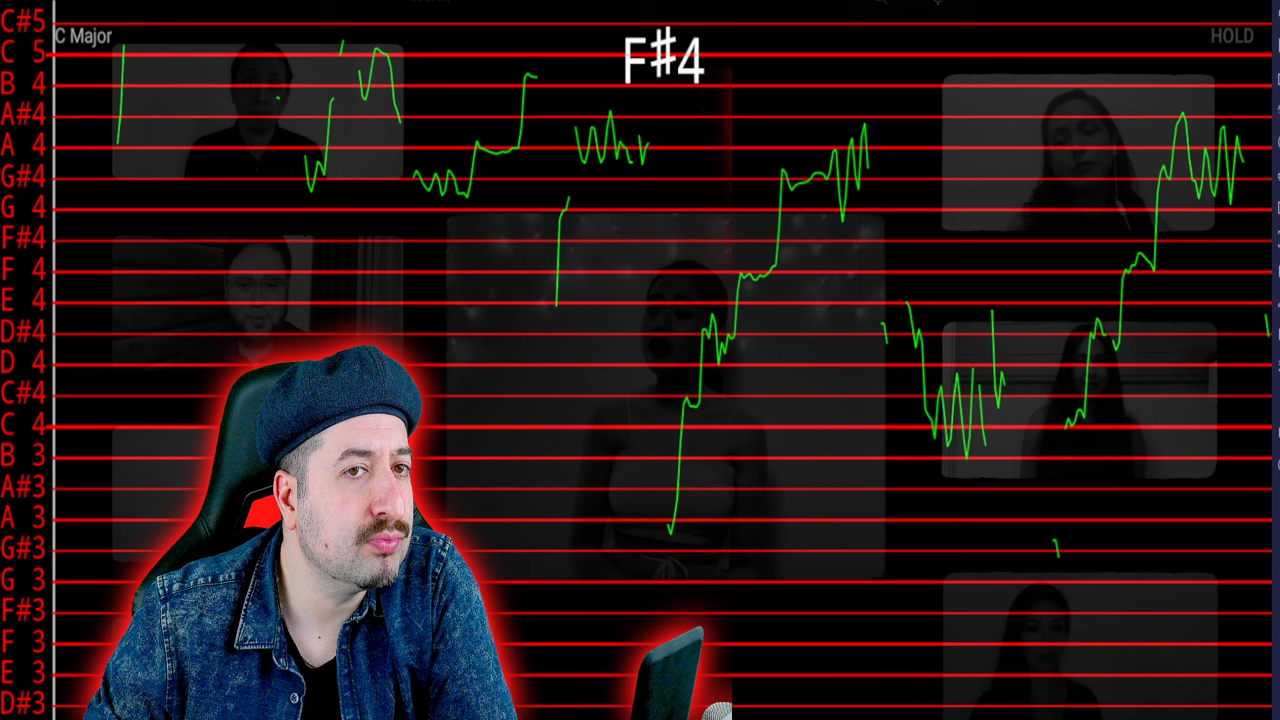 C#5
C Major
F♯4
HOLD
C 5
B 4
A#4
A 4
G#4
G 4
F#4
F 4
E 4
D#4
D 4
C#4
C 4
B 3
A#3
A 3
G#3
G 3
F#3
F 3
E 3
D#3